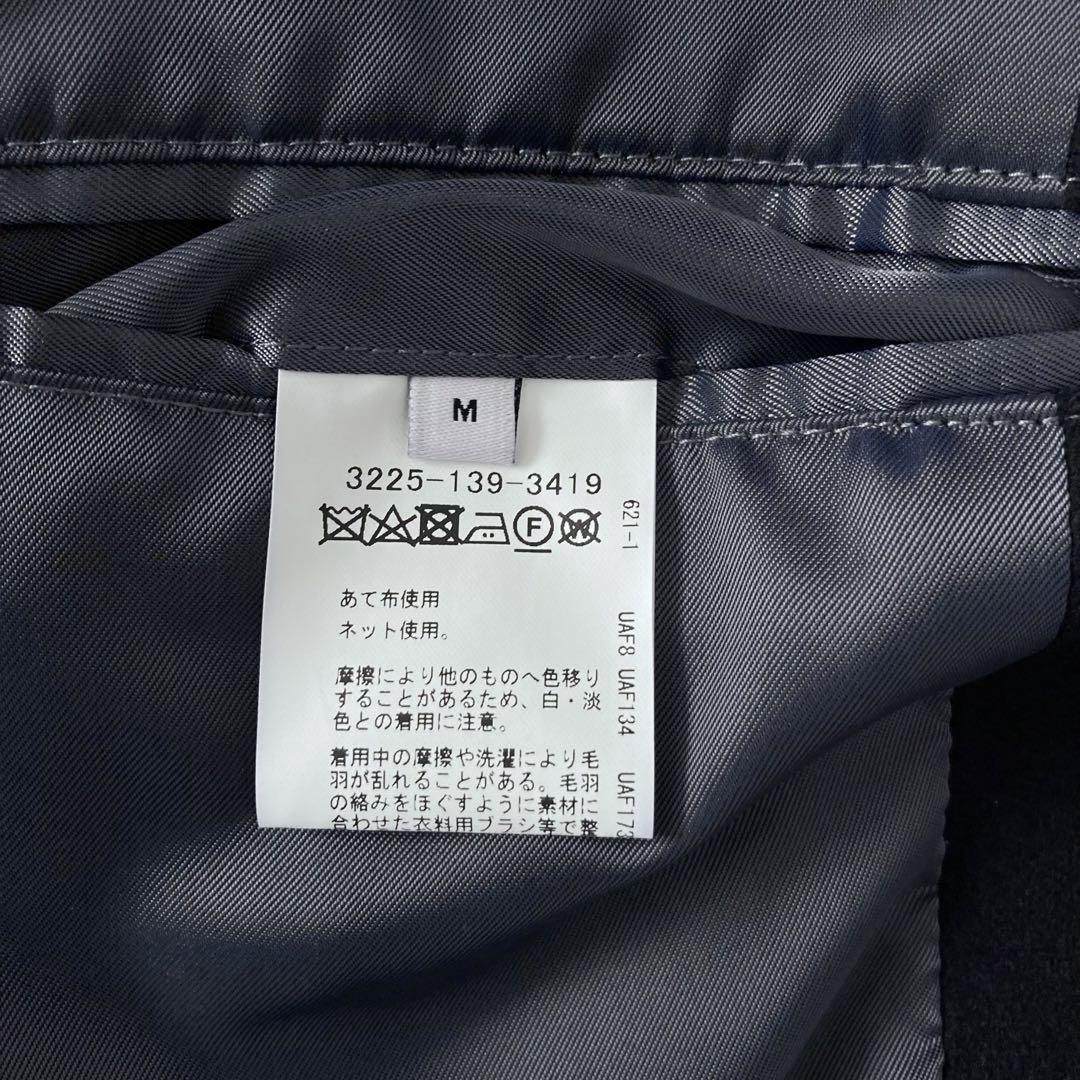 M
3225-139-3419
F
W
あて布使用
ネット使用。
摩擦により他のものへ色移り
することがあるため、白・淡
色との着用に注意。
着用中の摩擦や洗濯により毛
羽が乱れることがある。毛羽
の絡みをほぐすように素材に
合わせた衣料用ブラシ等で整
621-1
UAF8 UAF134 UAF173